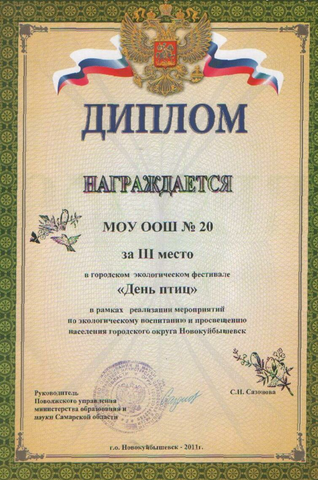 ДИПЛОМ
НАГРАЖДАЕТСЯ
МОУ ООШ № 20
за III место
в городском экологическом фестивале
«День птиц»
в рамках реализации мероприятий
по экологическому воспитанию и просвещению
населения городского округа Новокуйбышевск
Руководитель
Поволжского управления
министерства образования и
науки Самарской области
С.Н. Сазонова
г.о. Новокуйбышевск - 2011г.